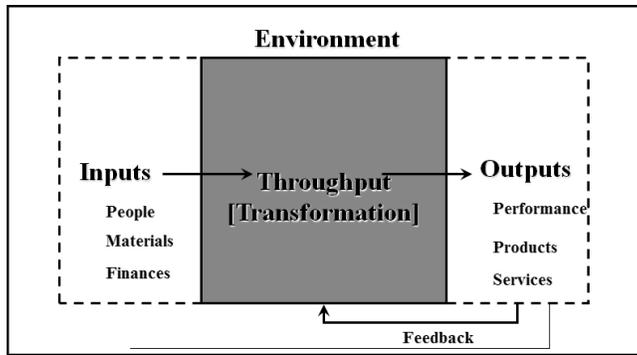 Environment
Inputs
People
Materials
Finances
Throughput
[Transformation]
Outputs
Performance
Products
Services
Feedback